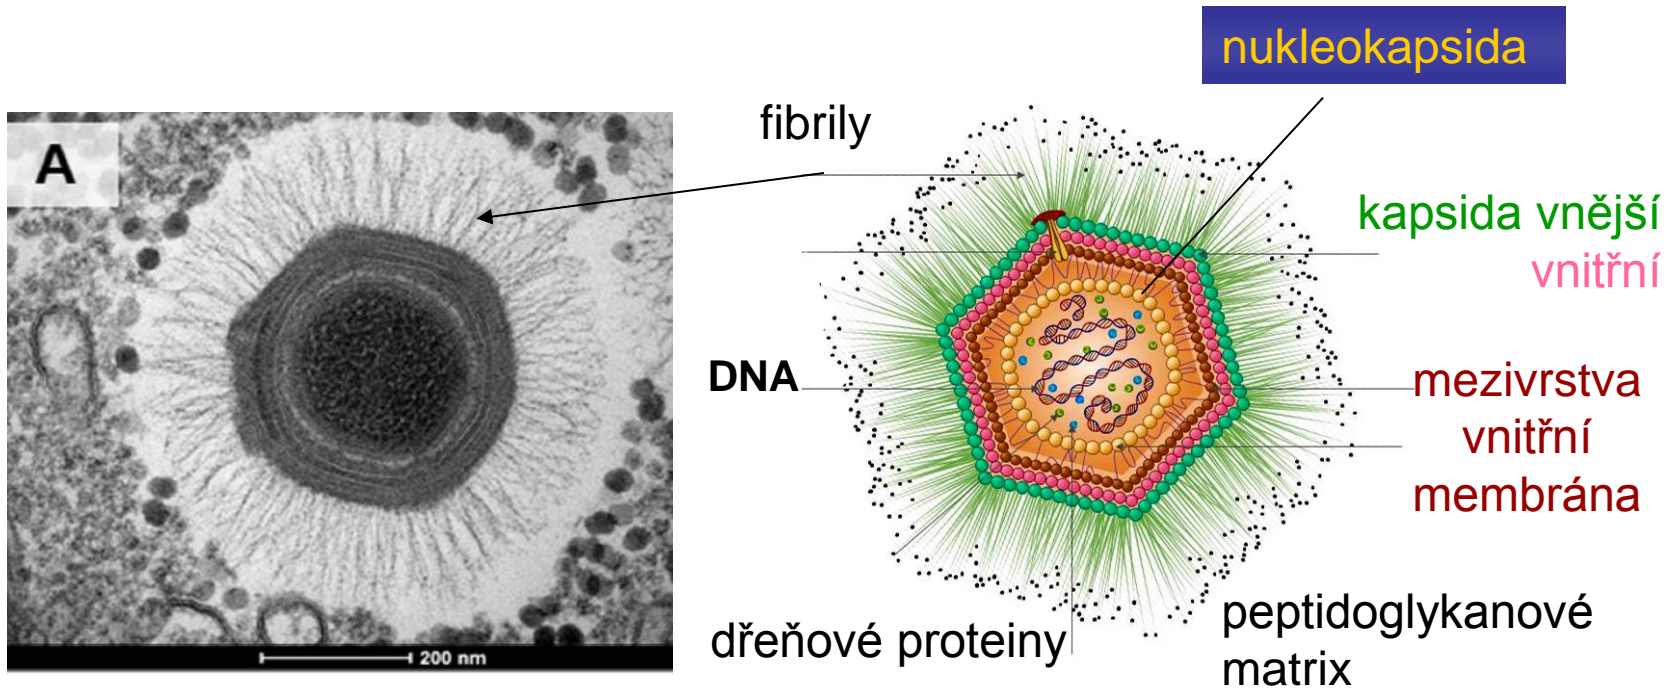 nukleokapsida
fibrily
A
kapsida vnější
vnitřní
DNA
mezivrstva
vnitřní
membrána
dřeňové proteiny
peptidoglykanové
matrix
200 nm